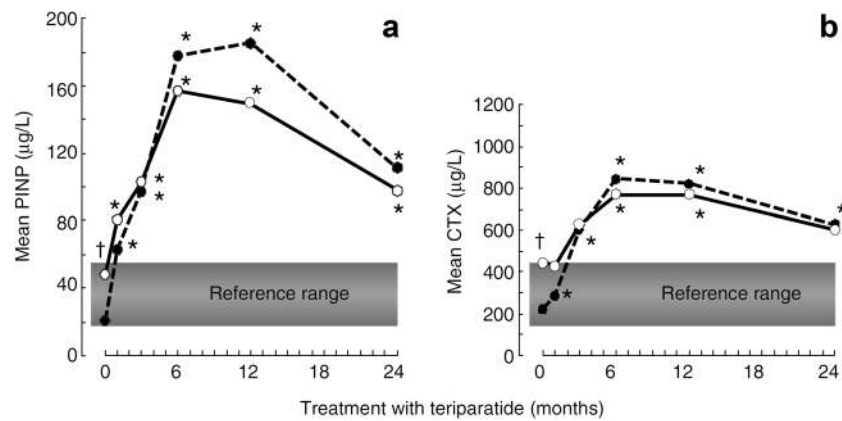 a
Mean PINP (µg/L)
200
160
120
80
40
0
* *
* *
* * *
* *
* *
†
Reference range
0 6 12 18 24
b
Mean CTX (µg/L)
1200
1000
800
600
400
200
0
* *
* *
* *
†
*
Reference range
0 6 12 18 24
Treatment with teriparatide (months)